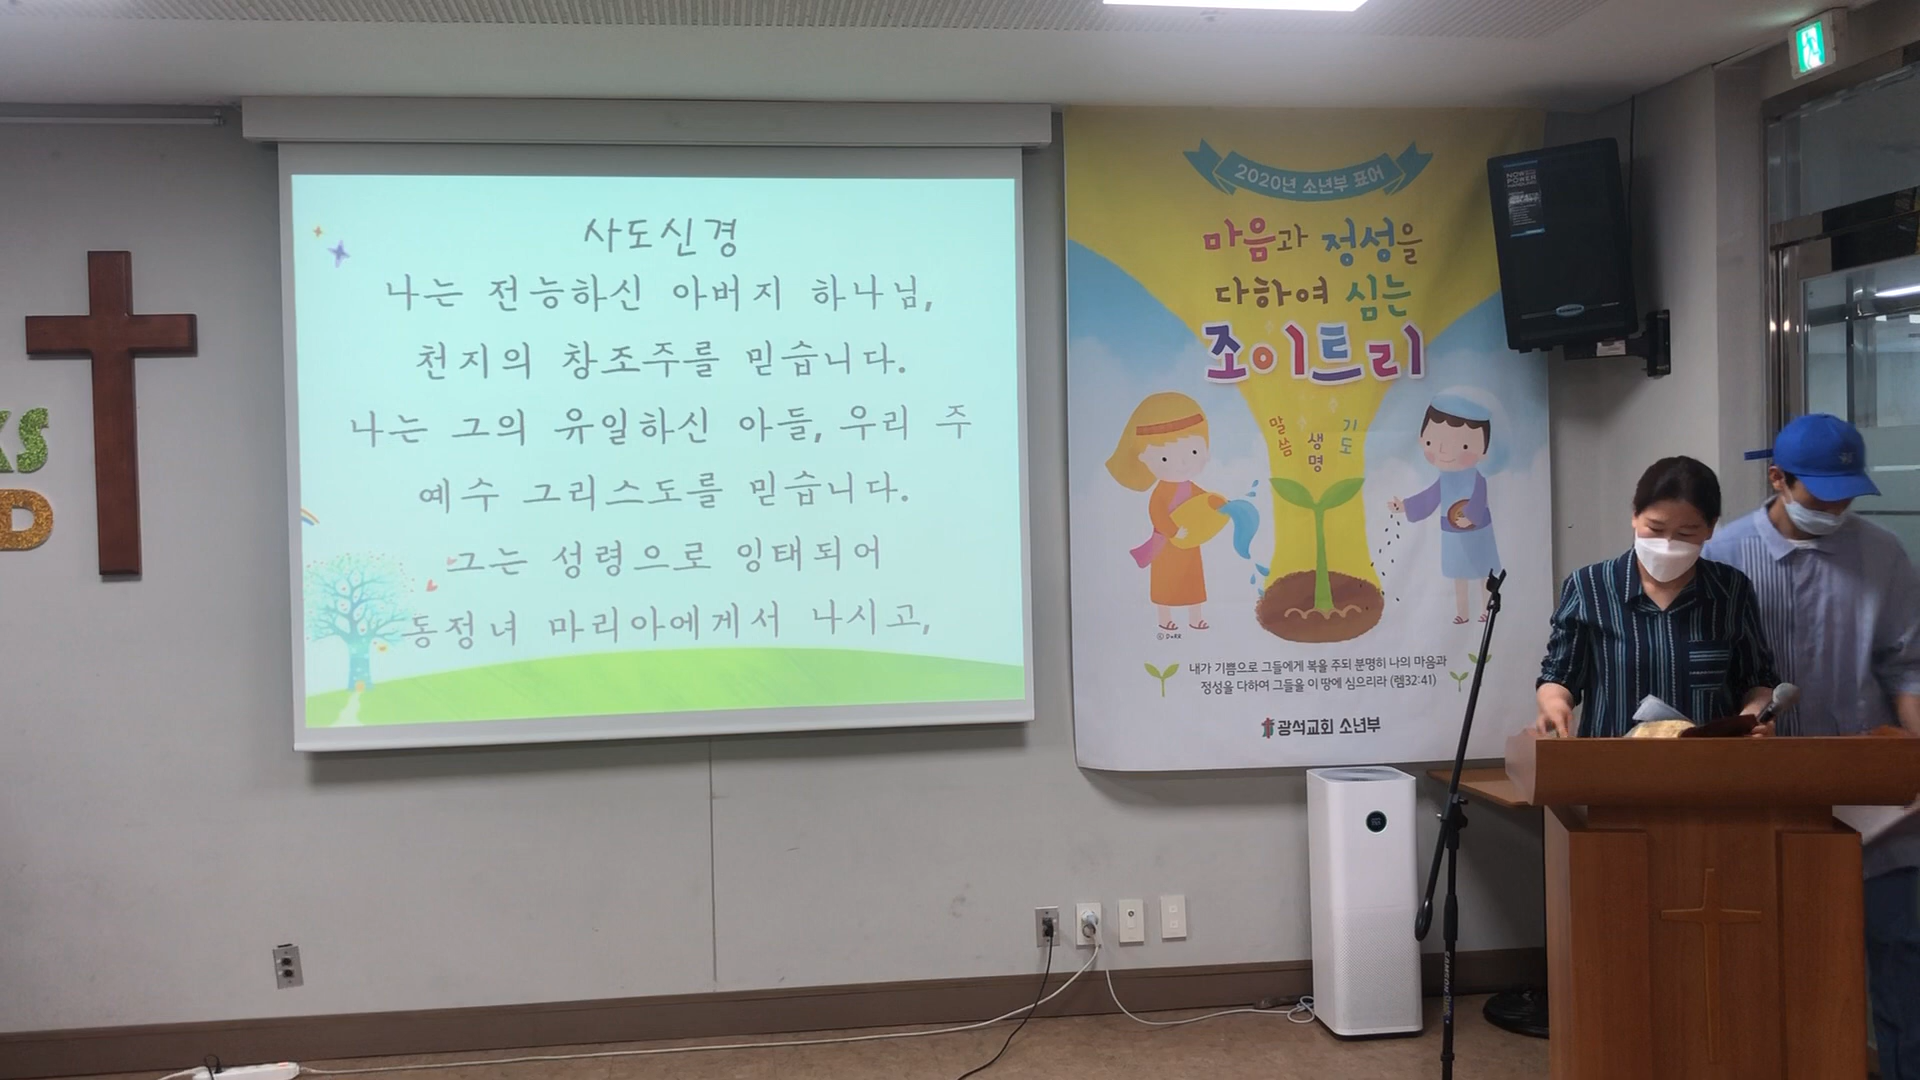 사도신경
나는 전능하신 아버지 하나님,
천지의 창조주를 믿습니다.
나는 그의 유일하신 아들, 우리 주
예수 그리스도를 믿습니다.
그는 성령으로 잉태되어
동정녀 마리아에게서 나시고,
KS
D
2020년 소년부 표어
마음과 정성을
다하여 심는
조이트리
말씀
생명
기도
내가 기쁨으로 그들에게 복을 주되 분명히 나의 마음과
정성을 다하여 그들을 이 땅에 심으리라 (렘32:41)
광석교회 소년부
NOW
POWER
SAMSON